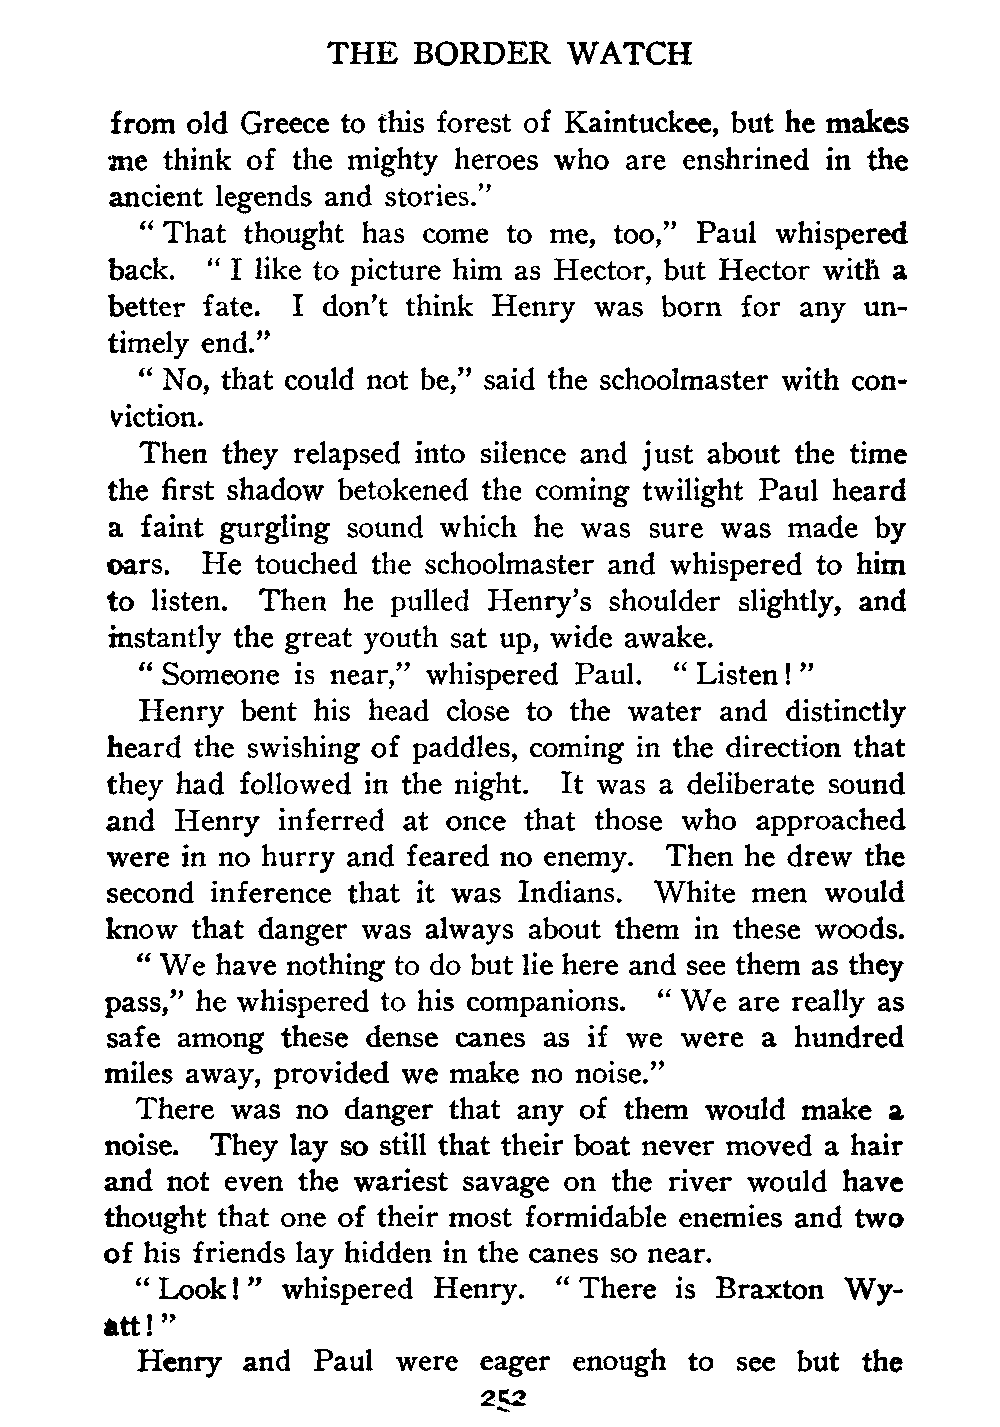 THE BORDER WATCH
from old Greece to this forest of Kaintuckee, but he makes
me think of the mighty heroes who are enshrined in the
ancient legends and stories."
" That thought has come to me, too," Paul whispered
back. " I like to picture him as Hector, but Hector with a
better fate. I don't think Henry was born for any un-
timely end."
" No, that could not be," said the schoolmaster with con-
viction.
Then they relapsed into silence and just about the time
the first shadow betokened the coming twilight Paul heard
a faint gurgling sound which he was sure was made by
oars. He touched the schoolmaster and whispered to him
to listen. Then he pulled Henry's shoulder slightly, and
instantly the great youth sat up, wide awake.
" Someone is near," whispered Paul. " Listen! "
Henry bent his head close to the water and distinctly
heard the swishing of paddles, coming in the direction that
they had followed in the night. It was a deliberate sound
and Henry inferred at once that those who approached
were in no hurry and feared no enemy. Then he drew the
second inference that it was Indians. White men would
know that danger was always about them in these woods.
" We have nothing to do but lie here and see them as they
pass," he whispered to his companions. " We are really as
safe among these dense canes as if we were a hundred
miles away, provided we make no noise."
There was no danger that any of them would make a
noise. They lay so still that their boat never moved a hair
and not even the wariest savage on the river would have
thought that one of their most formidable enemies and two
of his friends lay hidden in the canes so near.
" Look! " whispered Henry. " There is Braxton Wy-
att! "
Henry and Paul were eager enough to see but the
252